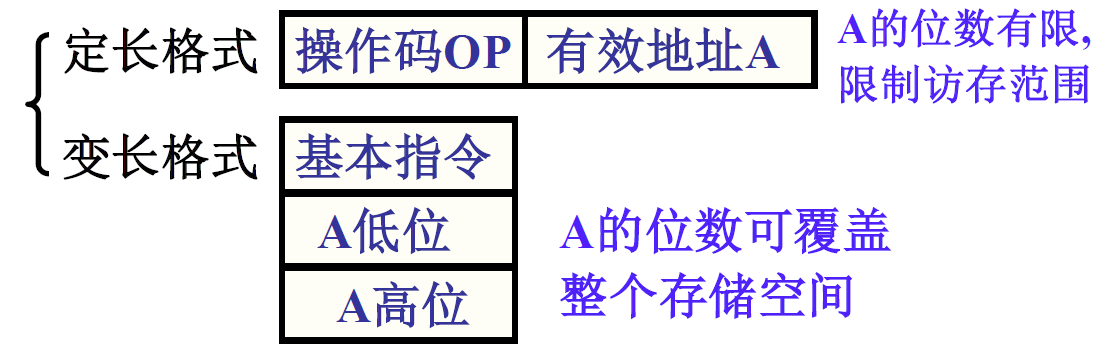 定长格式 操作码OP 有效地址A A的位数有限,
限制访存范围
变长格式 基本指令
A低位 A的位数可覆盖
整个存储空间
A高位